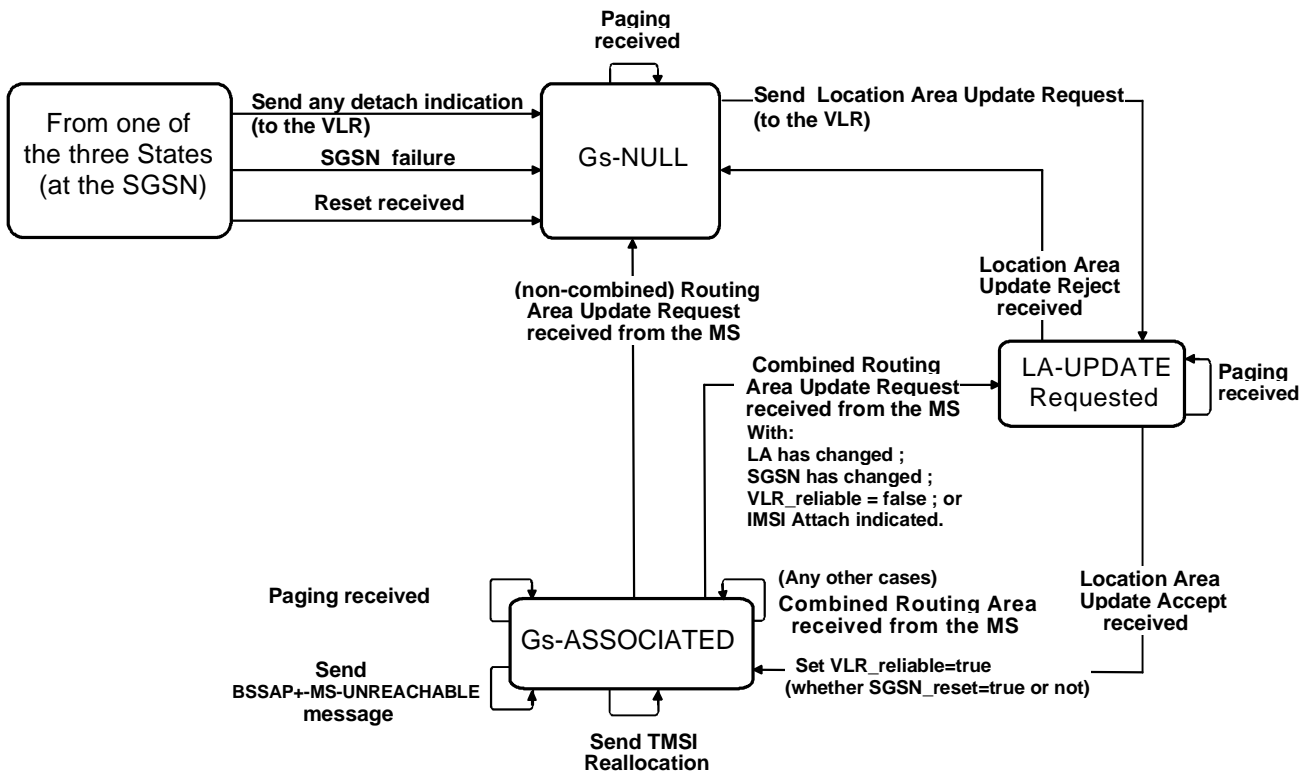 Paging
received
From one of
the three States
(at the SGSN)
Send any detach indication
(to the VLR)
SGSN failure
Reset received
Gs-NULL
Send Location Area Update Request
(to the VLR)
(non-combined) Routing
Area Update Request
received from the MS
Location Area
Update Reject
received
LA-UPDATE
Requested
Paging
received
Combined Routing
Area Update Request
received from the MS
With:
LA has changed ;
SGSN has changed ;
VLR_reliable = false ; or
IMSI Attach indicated.
Paging received
Gs-ASSOCIATED
(Any other cases)
Combined Routing Area
received from the MS
Location Area
Update Accept
received
Set VLR_reliable=true
(whether SGSN_reset=true or not)
Send
BSSAP+-MS-UNREACHABLE
message
Send TMSI
Reallocation